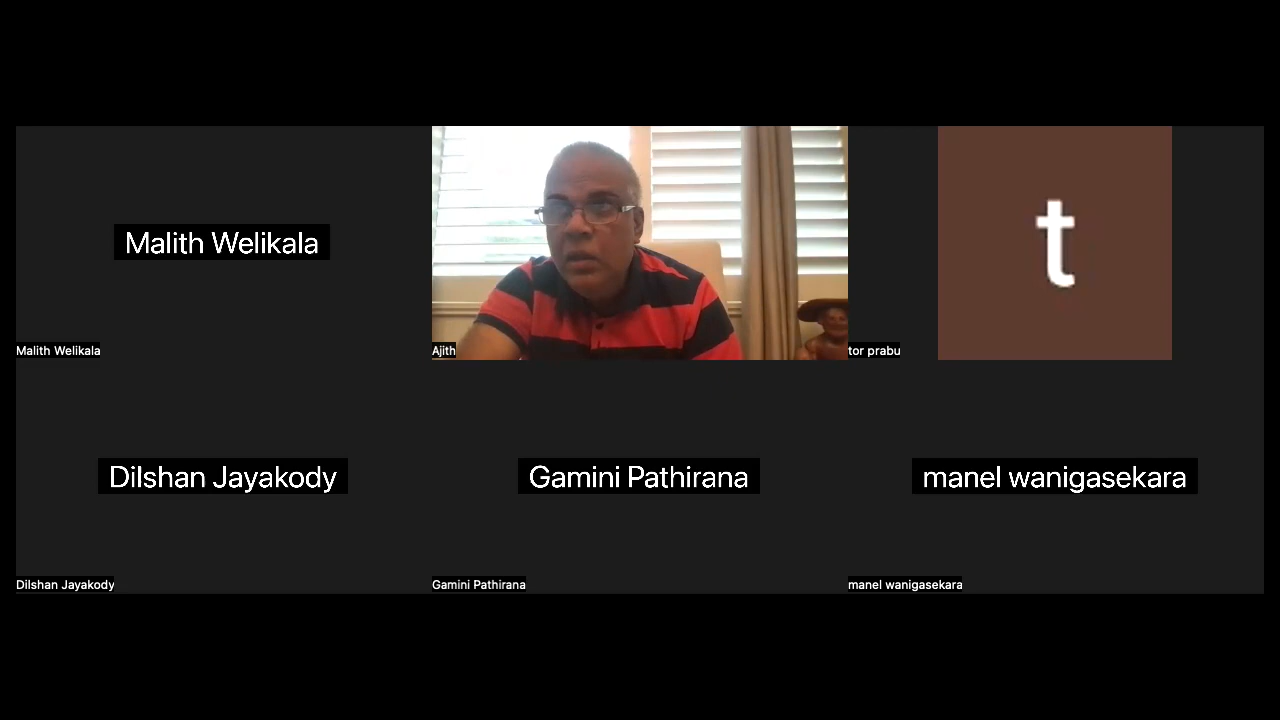 Malith Welikala
Malith Welikala
Ajith
t
tor prabu
Dilshan Jayakody
Dilshan Jayakody
Gamini Pathirana
Gamini Pathirana
manel wanigasekara
manel wanigasekara